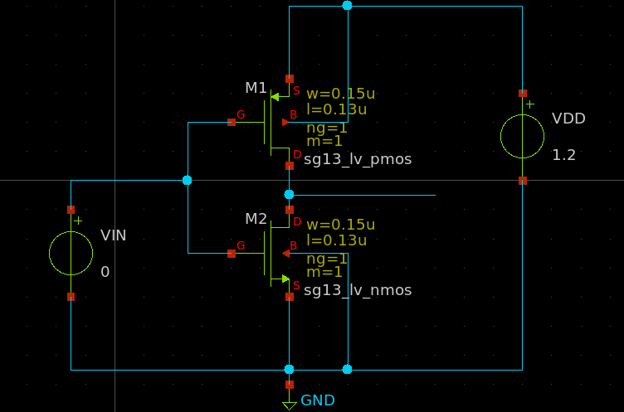 M1
S
w=0.15u
l=0.13u
G
B
ng=1
m=1
D
sg13_lv_pmos
+
VDD
1.2
M2
D
w=0.15u
l=0.13u
G
B
ng=1
m=1
S
sg13_lv_nmos
+
VIN
0
GND